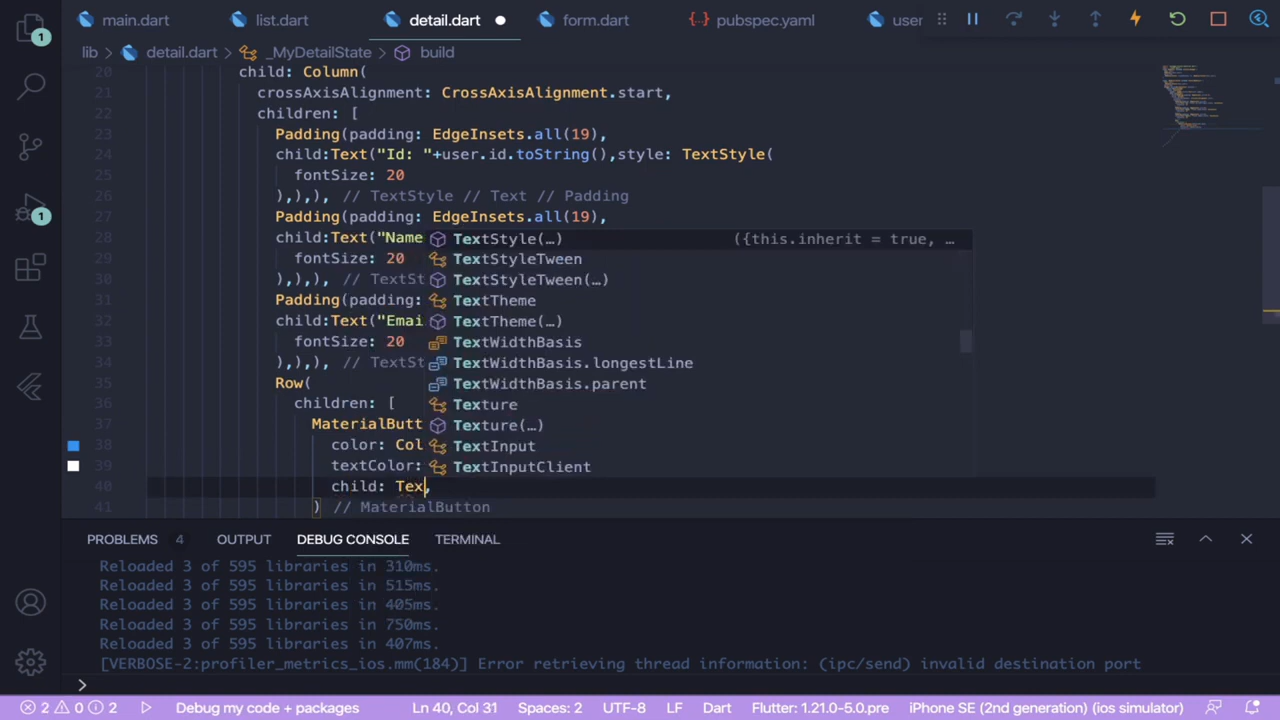 main.dart list.dart detail.dart form.dart pubspec.yaml user
lib > detail.dart > _MyDetailState > build
20 child: Column(
21 crossAxisAlignment: CrossAxisAlignment.start,
22 children: [
23 Padding(padding: EdgeInsets.all(19),
24 child:Text("Id: "+user.id.toString(),style: TextStyle(
25 fontSize: 20
26 ),),), // TextStyle // Text // Padding
27 Padding(padding: EdgeInsets.all(19),
28 child:Text("Name TextStyle(…) ({this.inherit = true, …
TextStyleTween
29 fontSize: 20
TextStyleTween(…)
30 ),),), // TextSt
31 Padding(padding: TextTheme
32 child:Text("Emai TextTheme(…)
33 fontSize: 20 TextWidthBasis
34 ),),), // TextSt TextWidthBasis.longestLine
35 Row( TextWidthBasis.parent
36 children: [ Texture
37 MaterialButt Texture(…)
38 color: Col TextInput
39 textColor: TextInputClient
40 child: Tex,
41 ) // MaterialButton
PROBLEMS 4 OUTPUT DEBUG CONSOLE TERMINAL
Reloaded 3 of 595 libraries in 310ms.
Reloaded 3 of 595 libraries in 515ms.
Reloaded 3 of 595 libraries in 405ms.
Reloaded 3 of 595 libraries in 750ms.
Reloaded 3 of 595 libraries in 407ms.
[VERBOSE-2:profiler_metrics_ios.mm(184)] Error retrieving thread information: (ipc/send) invalid destination port
>
2 0 2 Debug my code + packages Ln 40, Col 31 Spaces: 2 UTF-8 LF Dart Flutter: 1.21.0-5.0.pre iPhone SE (2nd generation) (ios simulator)
1
1